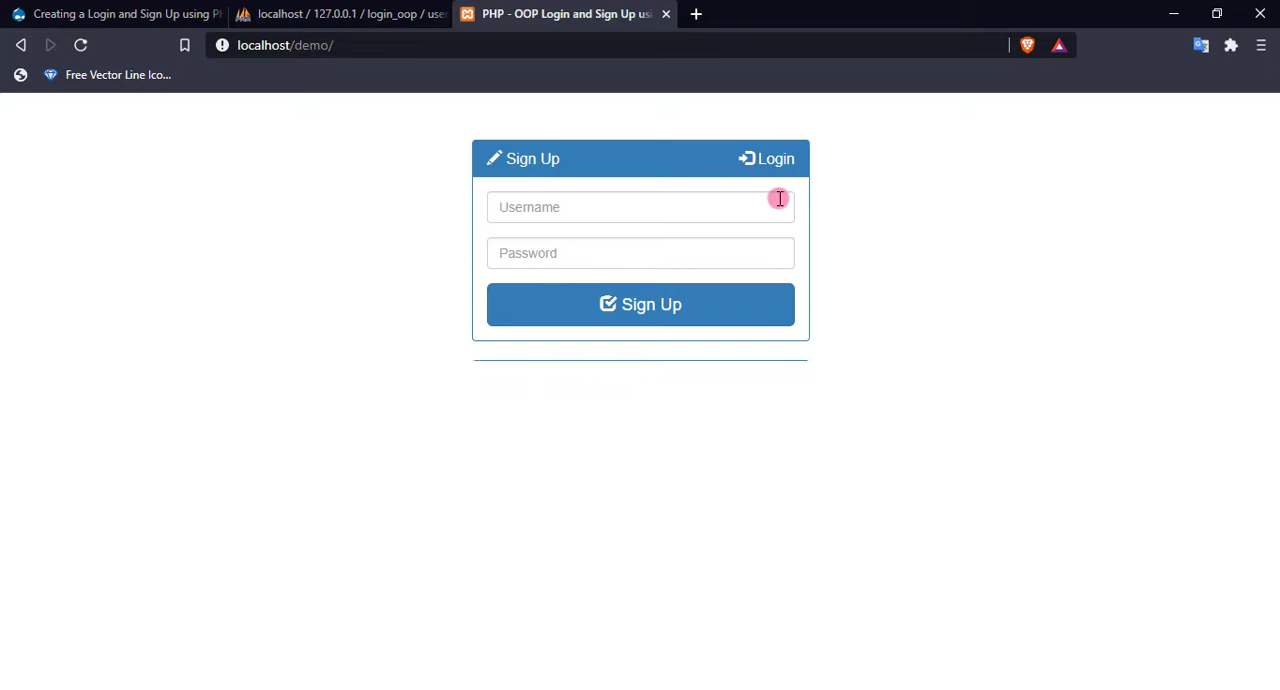 Creating a Login and Sign Up using P
localhost / 127.0.0.1 / login_oop / use
PHP - OOP Login and Sign Up usi
localhost/demo/
Free Vector Line Ico...
Sign Up
Login
Username
Password
Sign Up